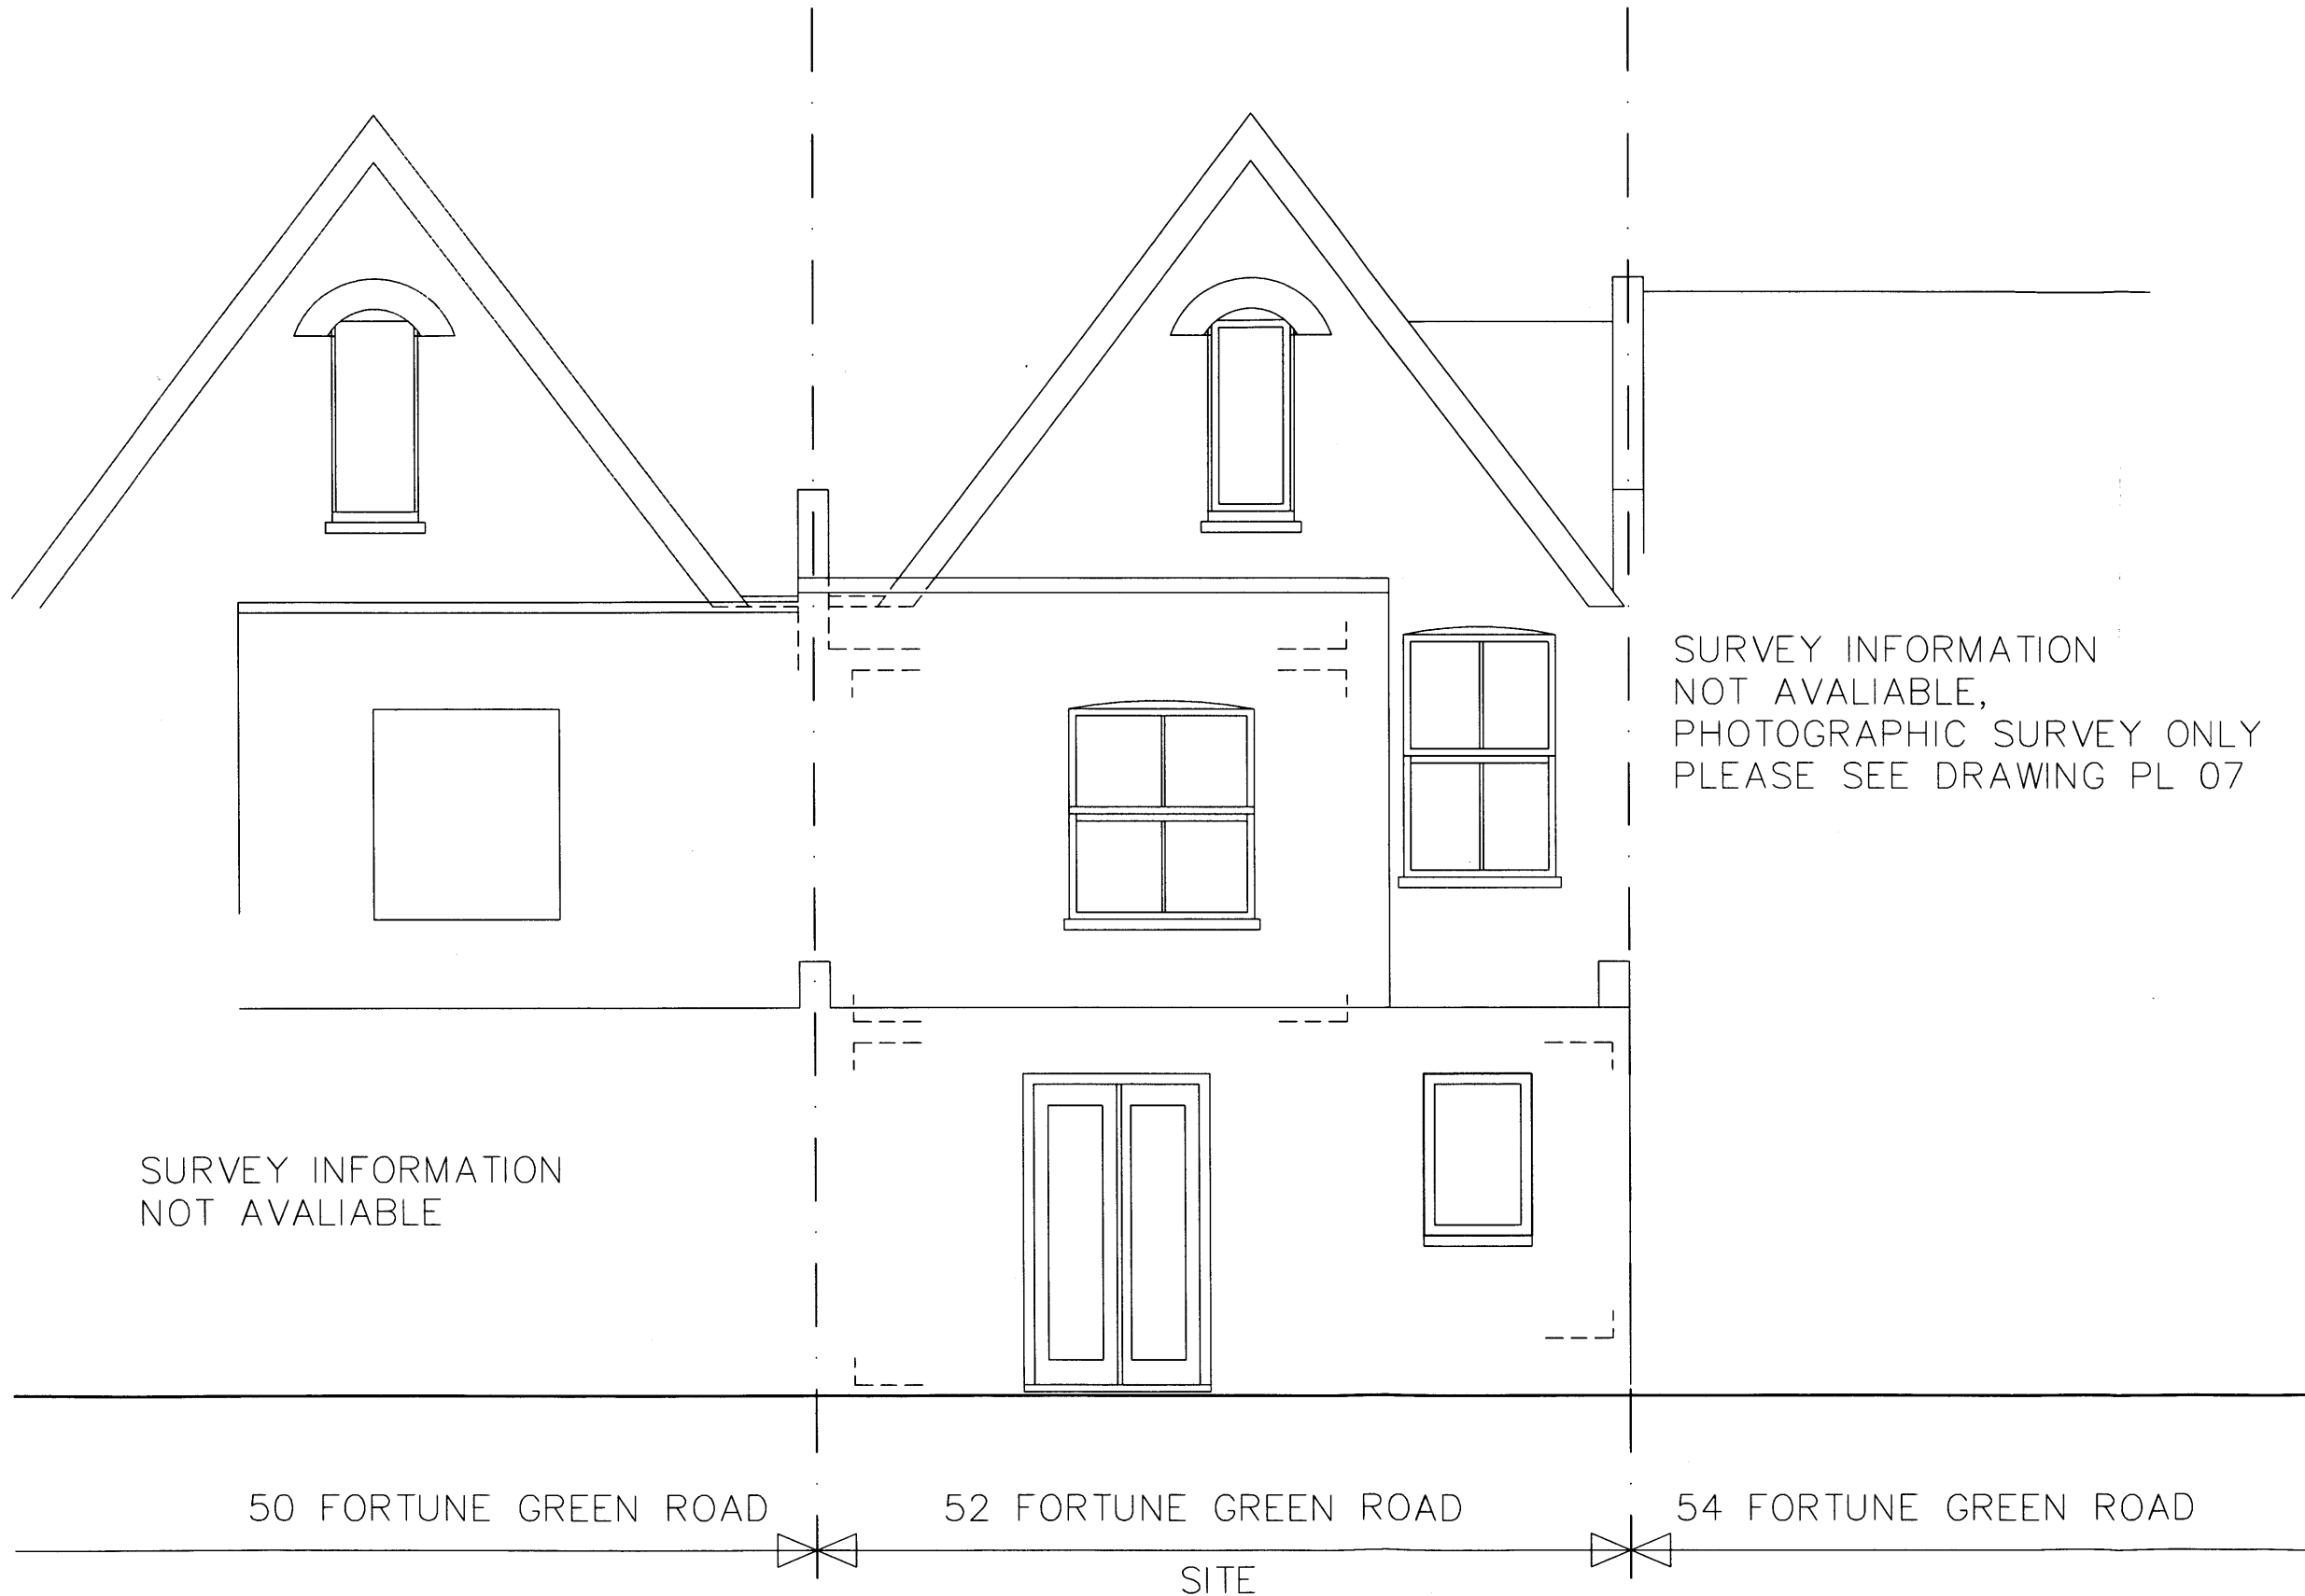 SURVEY INFORMATION
NOT AVALIABLE,
PHOTOGRAPHIC SURVEY ONLY
PLEASE SEE DRAWING PL 07
SURVEY INFORMATION
NOT AVALIABLE
50 FORTUNE GREEN ROAD
52 FORTUNE GREEN ROAD
54 FORTUNE GREEN ROAD
SITE